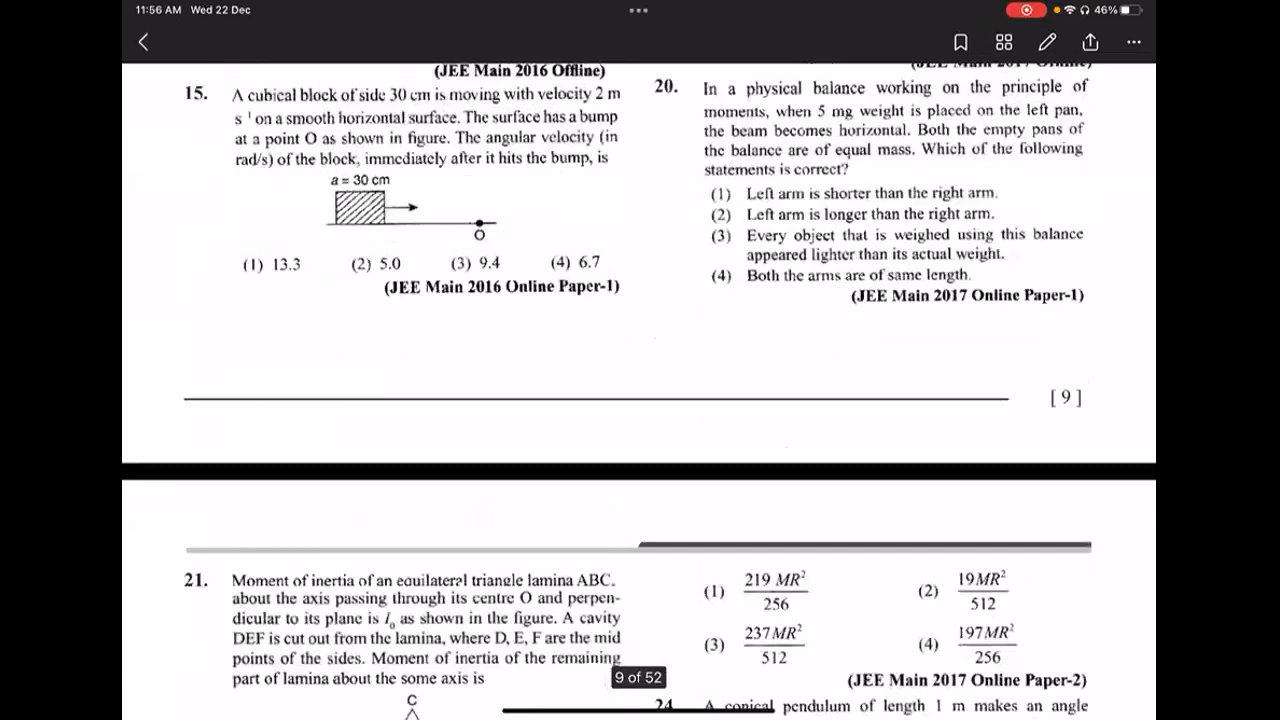 11:56 AM Wed 22 Dec
46%
(JEE Main 2016 Offline)
15. A cubical block of side 30 cm is moving with velocity 2 m
s⁻¹ on a smooth horizontal surface. The surface has a bump
at a point O as shown in figure. The angular velocity (in
rad/s) of the block, immediately after it hits the bump, is
a = 30 cm
O
(1) 13.3 (2) 5.0 (3) 9.4 (4) 6.7
(JEE Main 2016 Online Paper-1)
20. In a physical balance working on the principle of
moments, when 5 mg weight is placed on the left pan,
the beam becomes horizontal. Both the empty pans of
the balance are of equal mass. Which of the following
statements is correct?
(1) Left arm is shorter than the right arm.
(2) Left arm is longer than the right arm.
(3) Every object that is weighed using this balance
appeared lighter than its actual weight.
(4) Both the arms are of same length.
(JEE Main 2017 Online Paper-1)
[ 9 ]
21. Moment of inertia of an equilateral triangle lamina ABC.
about the axis passing through its centre O and perpen-
dicular to its plane is I₀ as shown in the figure. A cavity
DEF is cut out from the lamina, where D, E, F are the mid
points of the sides. Moment of inertia of the remaining
part of lamina about the some axis is
C
(1) 219 MR²/256 (2) 19MR²/512
(3) 237MR²/512 (4) 197MR²/256
(JEE Main 2017 Online Paper-2)
24. A conical pendulum of length 1 m makes an angle
9 of 52